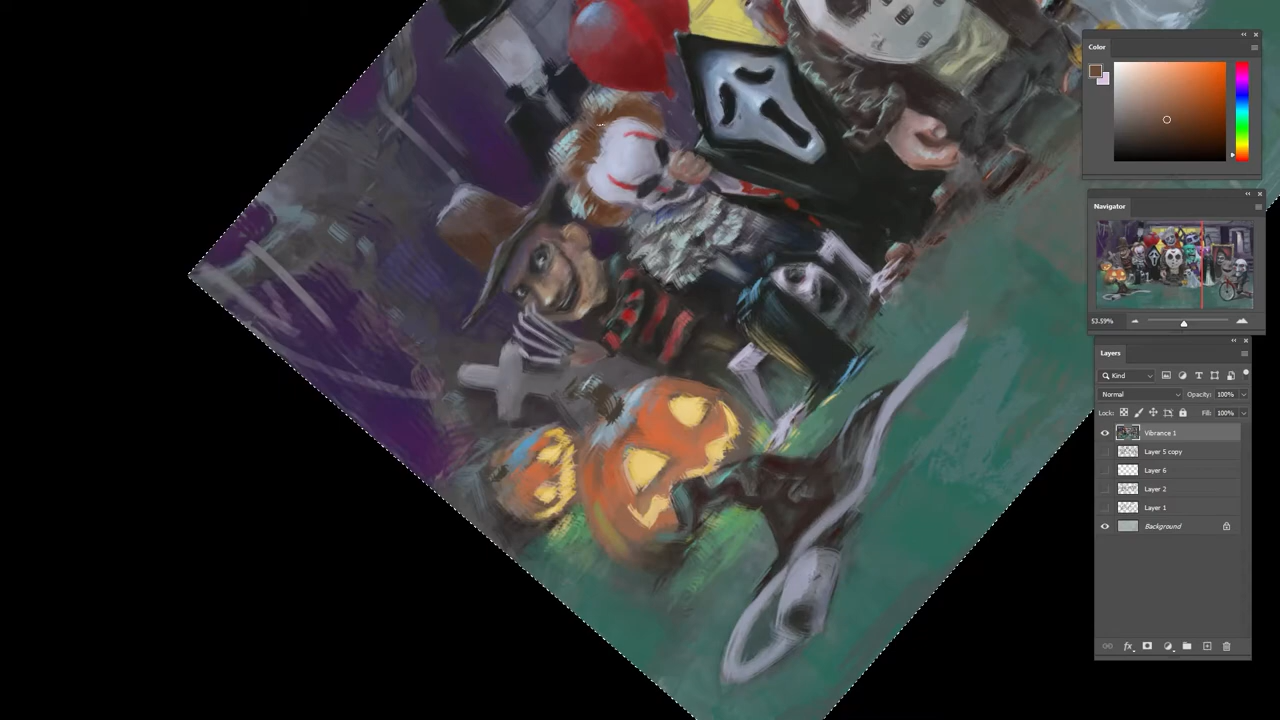 Color
Navigator
53.59%
Layers
Kind
Normal
Opacity: 100%
Lock:
Fill: 100%
Vibrance 1
Layer 5 copy
Layer 6
Layer 2
Layer 1
Background
fx